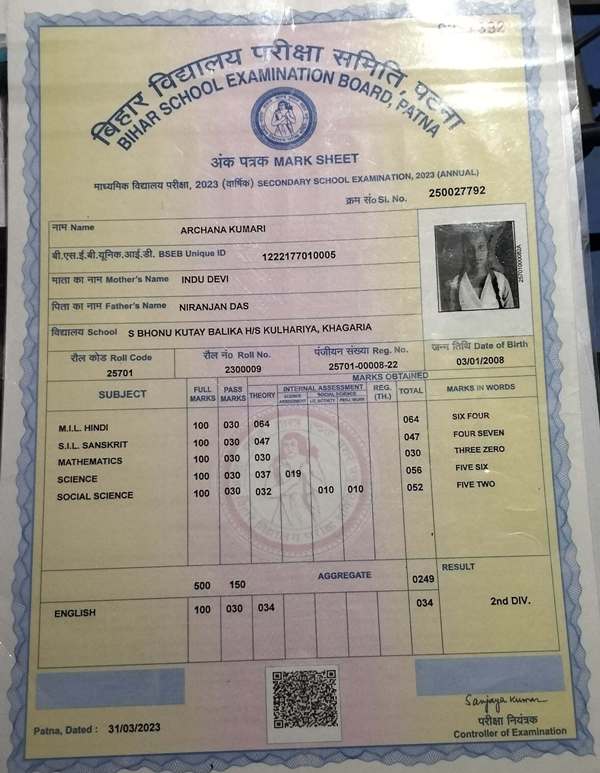 बिहार विद्यालय परीक्षा समिति, पटना
BIHAR SCHOOL EXAMINATION BOARD, PATNA
अंक पत्रक MARK SHEET
माध्यमिक विद्यालय परीक्षा, 2023 (वार्षिक) SECONDARY SCHOOL EXAMINATION, 2023 (ANNUAL)
क्रम सं० Sl. No. 250027792
नाम Name ARCHANA KUMARI
बी.एस.ई.बी.यूनिक.आई.डी. BSEB Unique ID 1222177010005
माता का नाम Mother's Name INDU DEVI
पिता का नाम Father's Name NIRANJAN DAS
विद्यालय School S BHONU KUTAY BALIKA H/S KULHARIYA, KHAGARIA
रौल कोड Roll Code रौल नं० Roll No. पंजीयन संख्या Reg. No. जन्म तिथि Date of Birth
25701 2300009 25701-00008-22 03/01/2008
MARKS OBTAINED
SUBJECT FULL MARKS PASS MARKS THEORY INTERNAL ASSESSMENT REG. (TH.) TOTAL MARKS IN WORDS
SCIENCE SOCIAL SCIENCE
M.I.L. HINDI 100 030 064 064 SIX FOUR
S.I.L. SANSKRIT 100 030 047 047 FOUR SEVEN
MATHEMATICS 100 030 030 030 THREE ZERO
SCIENCE 100 030 037 019 056 FIVE SIX
SOCIAL SCIENCE 100 030 032 010 010 052 FIVE TWO
500 150 AGGREGATE 0249 RESULT
ENGLISH 100 030 034 034 2nd DIV.
Sanjaya Kumar
परीक्षा नियंत्रक
Patna, Dated : 31/03/2023 Controller of Examination